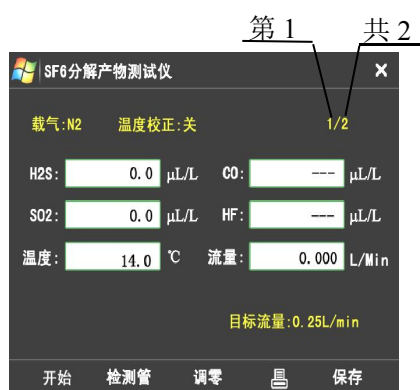 第 1 共 2
SF6分解产物测试仪 ×
载气:N2 温度校正:关 1/2
H2S: 0.0 μL/L CO: --- μL/L
SO2: 0.0 μL/L HF: --- μL/L
温度: 14.0 ℃ 流量: 0.000 L/Min
目标流量:0.25L/min
开始 检测管 调零 保存